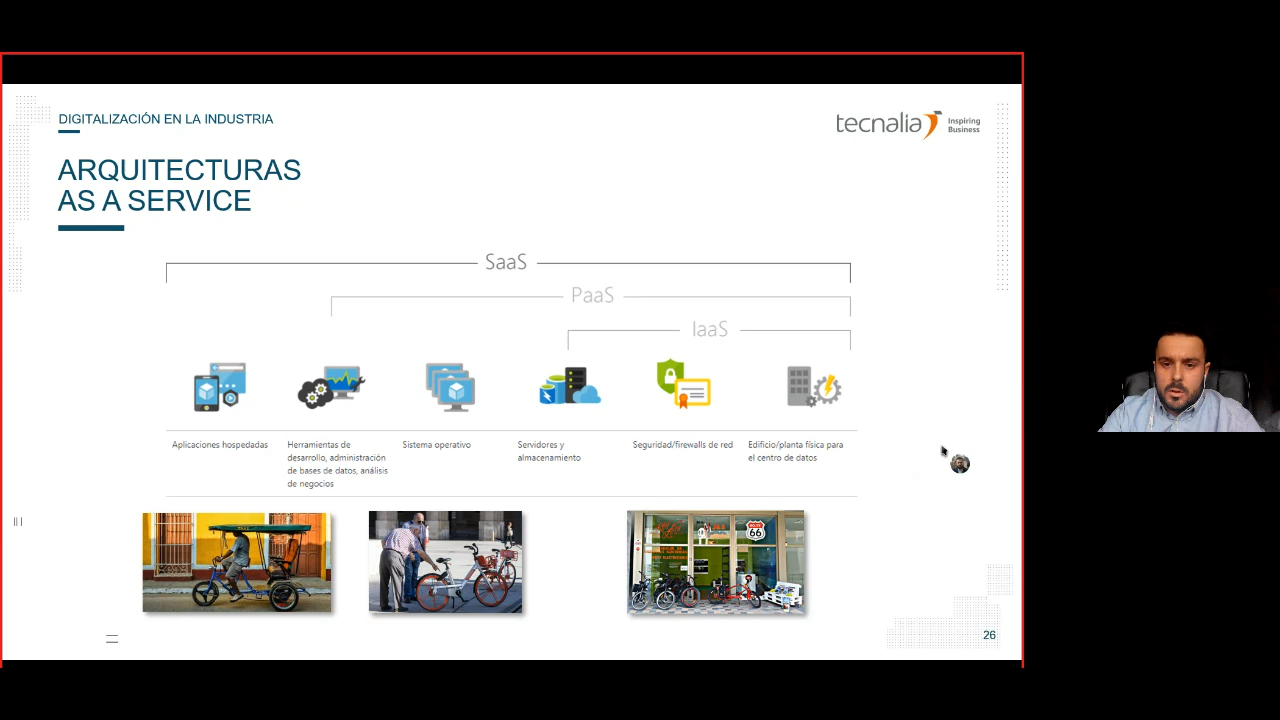 DIGITALIZACIÓN EN LA INDUSTRIA
tecnalia
Inspiring
Business
ARQUITECTURAS
AS A SERVICE
SaaS
PaaS
IaaS
Aplicaciones hospedadas
Herramientas de
desarrollo, administración
de bases de datos, análisis
de negocios
Sistema operativo
Servidores y
almacenamiento
Seguridad/firewalls de red
Edificio/planta física para
el centro de datos
ROUTE
66
26